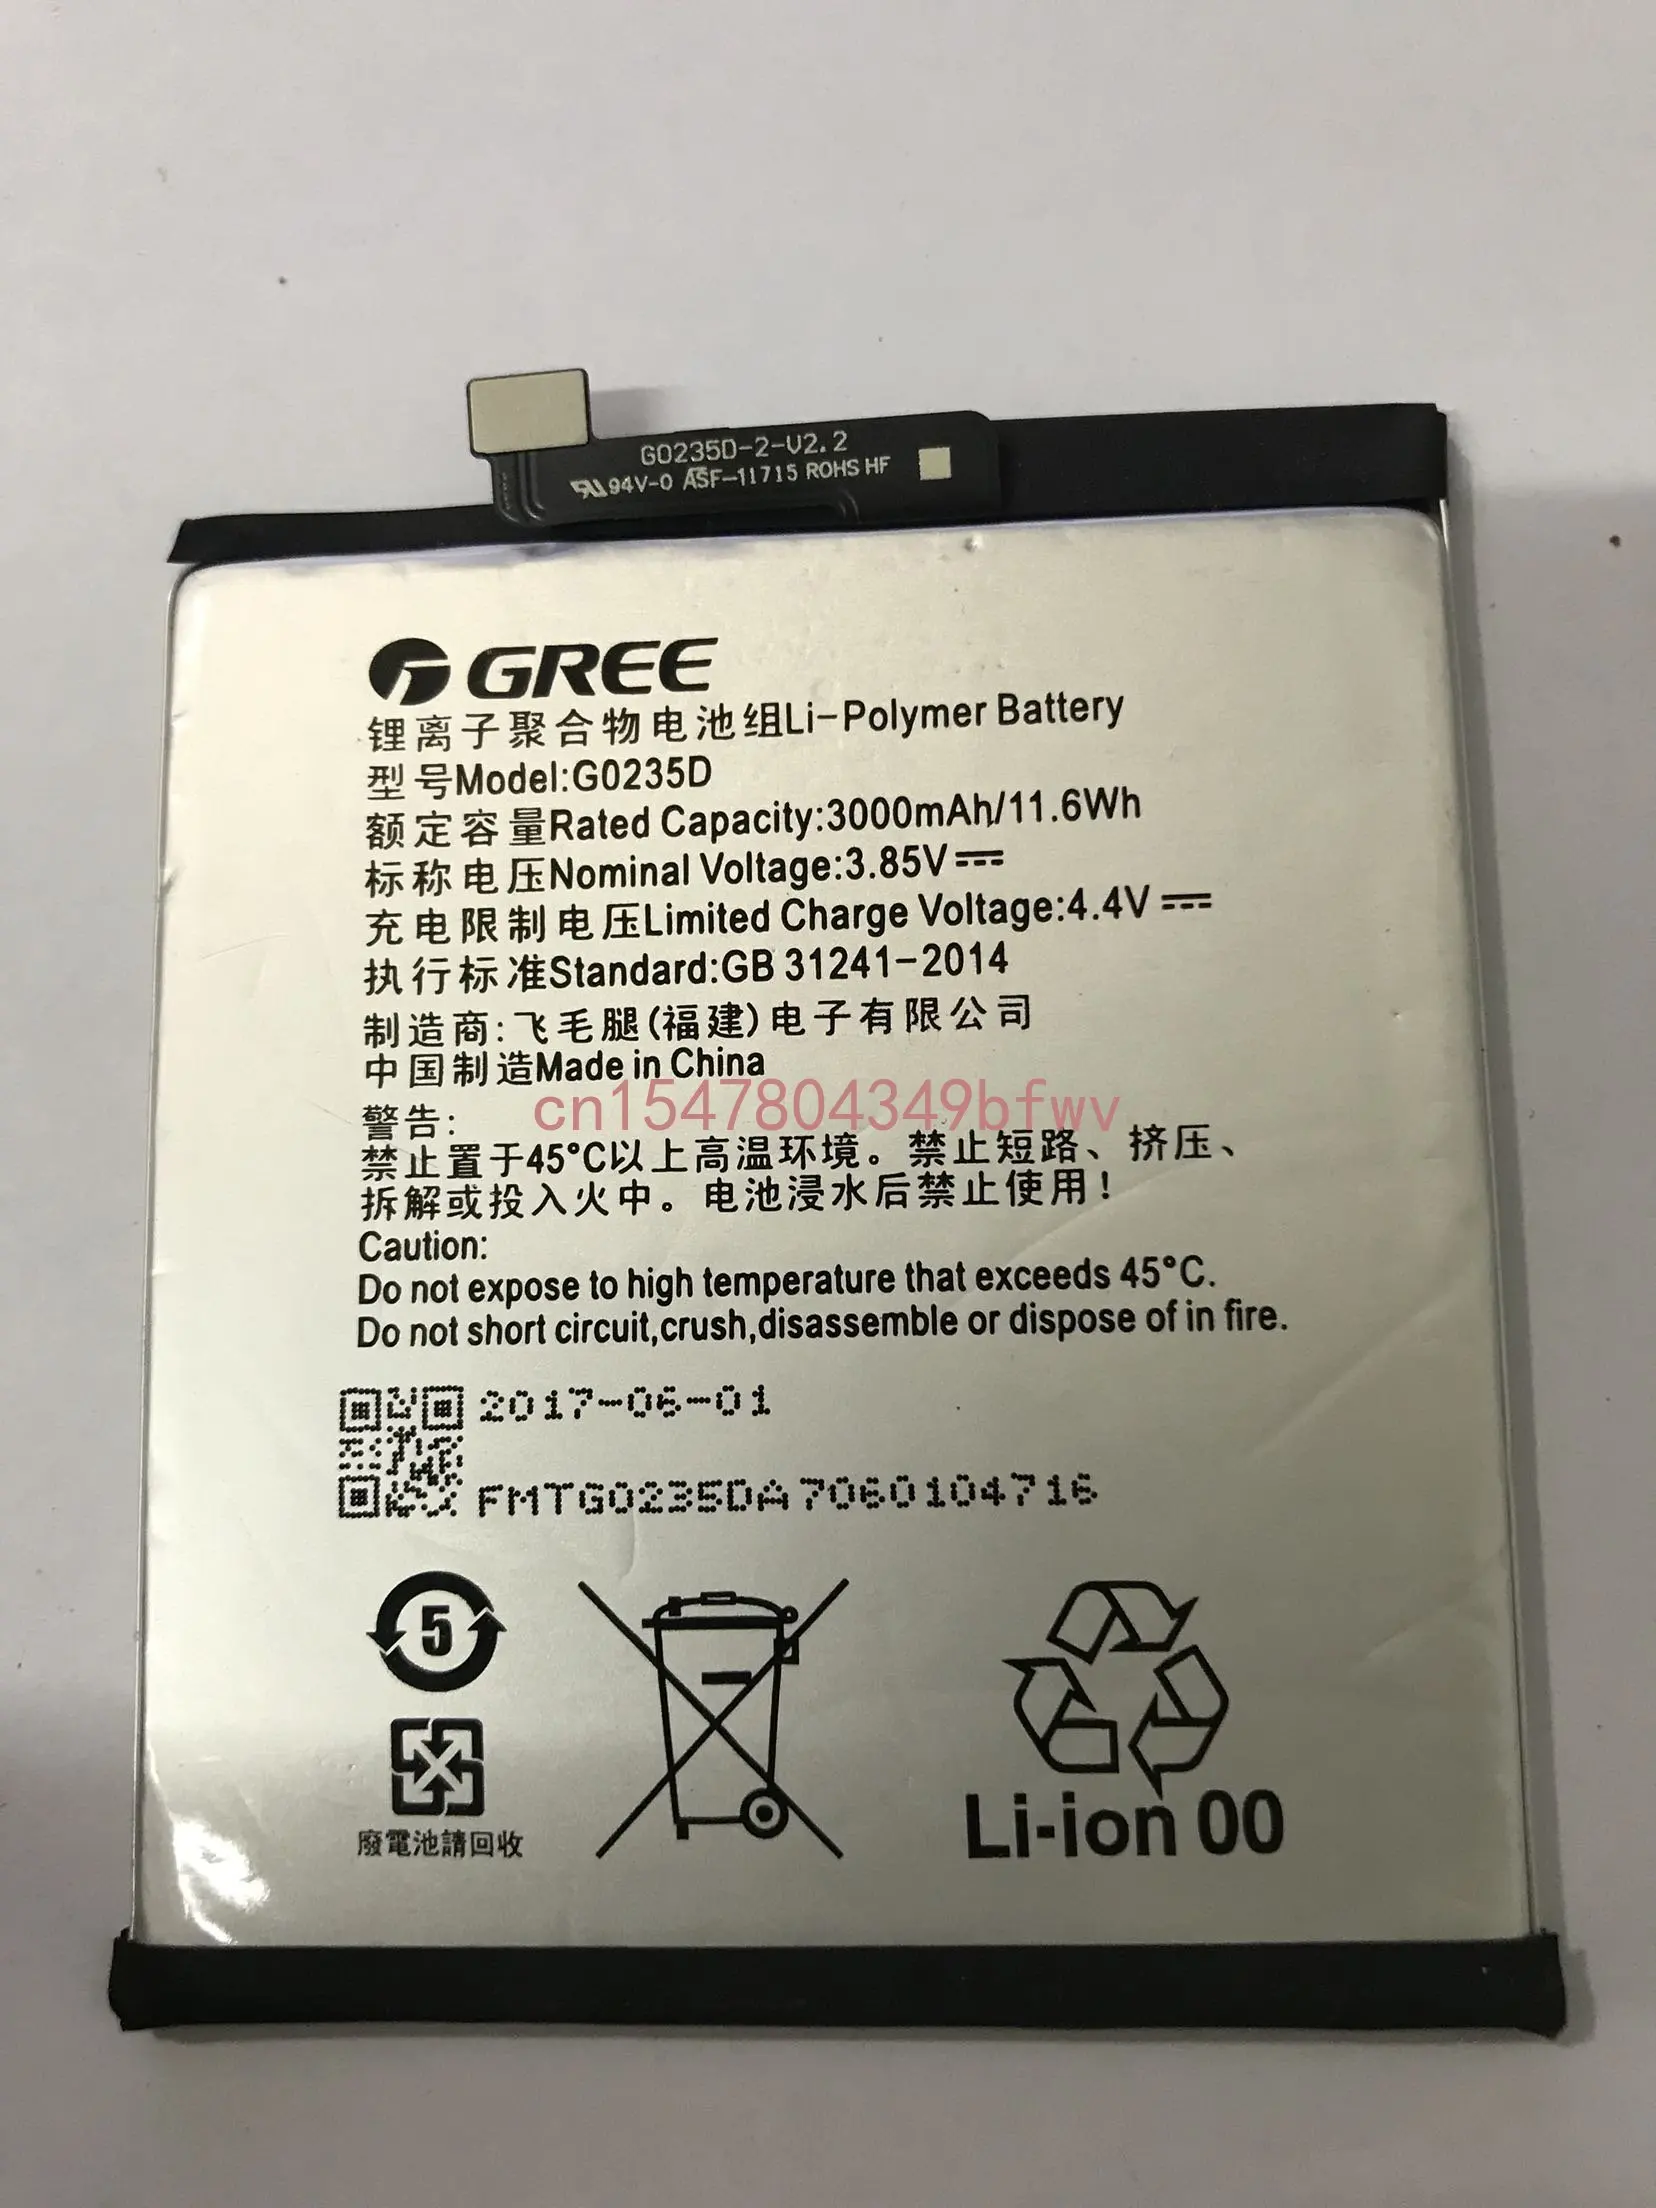 G0235D-2-V2.2
94V-0 ASF-11715 ROHS HF
GREE
锂离子聚合物电池组Li-Polymer Battery
型号Model:G0235D
额定容量Rated Capacity:3000mAh/11.6Wh
标称电压Nominal Voltage:3.85V
充电限制电压Limited Charge Voltage:4.4V
执行标准Standard:GB 31241-2014
制造商:飞毛腿(福建)电子有限公司
中国制造Made in China
cn1547804349bfwv
警告:
禁止置于45°C以上高温环境。禁止短路、挤压、
拆解或投入火中。电池浸水后禁止使用!
Caution:
Do not expose to high temperature that exceeds 45°C.
Do not short circuit,crush,disassemble or dispose of in fire.
2017-06-01
FMTG0235DA7060104716
5
廢電池請回收
Li-ion 00